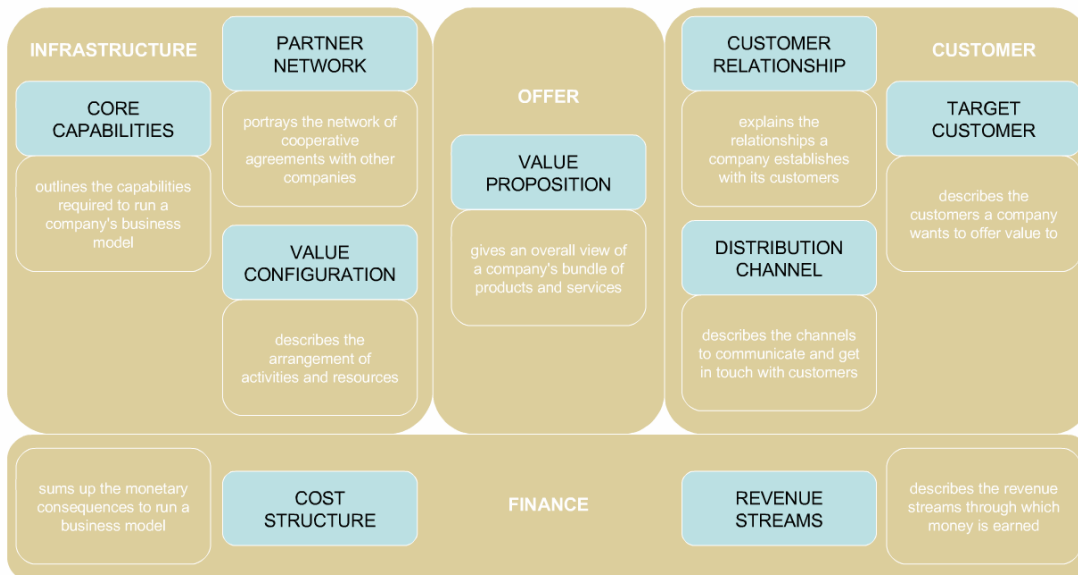 INFRASTRUCTURE
CORE
CAPABILITIES
outlines the capabilities
required to run a
company's business
model
PARTNER
NETWORK
portrays the network of
cooperative
agreements with other
companies
VALUE
CONFIGURATION
describes the
arrangement of
activities and resources
OFFER
VALUE
PROPOSITION
gives an overall view of
a company's bundle of
products and services
CUSTOMER
RELATIONSHIP
explains the
relationships a
company establishes
with its customers
DISTRIBUTION
CHANNEL
describes the channels
to communicate and get
in touch with customers
CUSTOMER
TARGET
CUSTOMER
describes the
customers a company
wants to offer value to
sums up the monetary
consequences to run a
business model
COST
STRUCTURE
FINANCE
REVENUE
STREAMS
describes the revenue
streams through which
money is earned